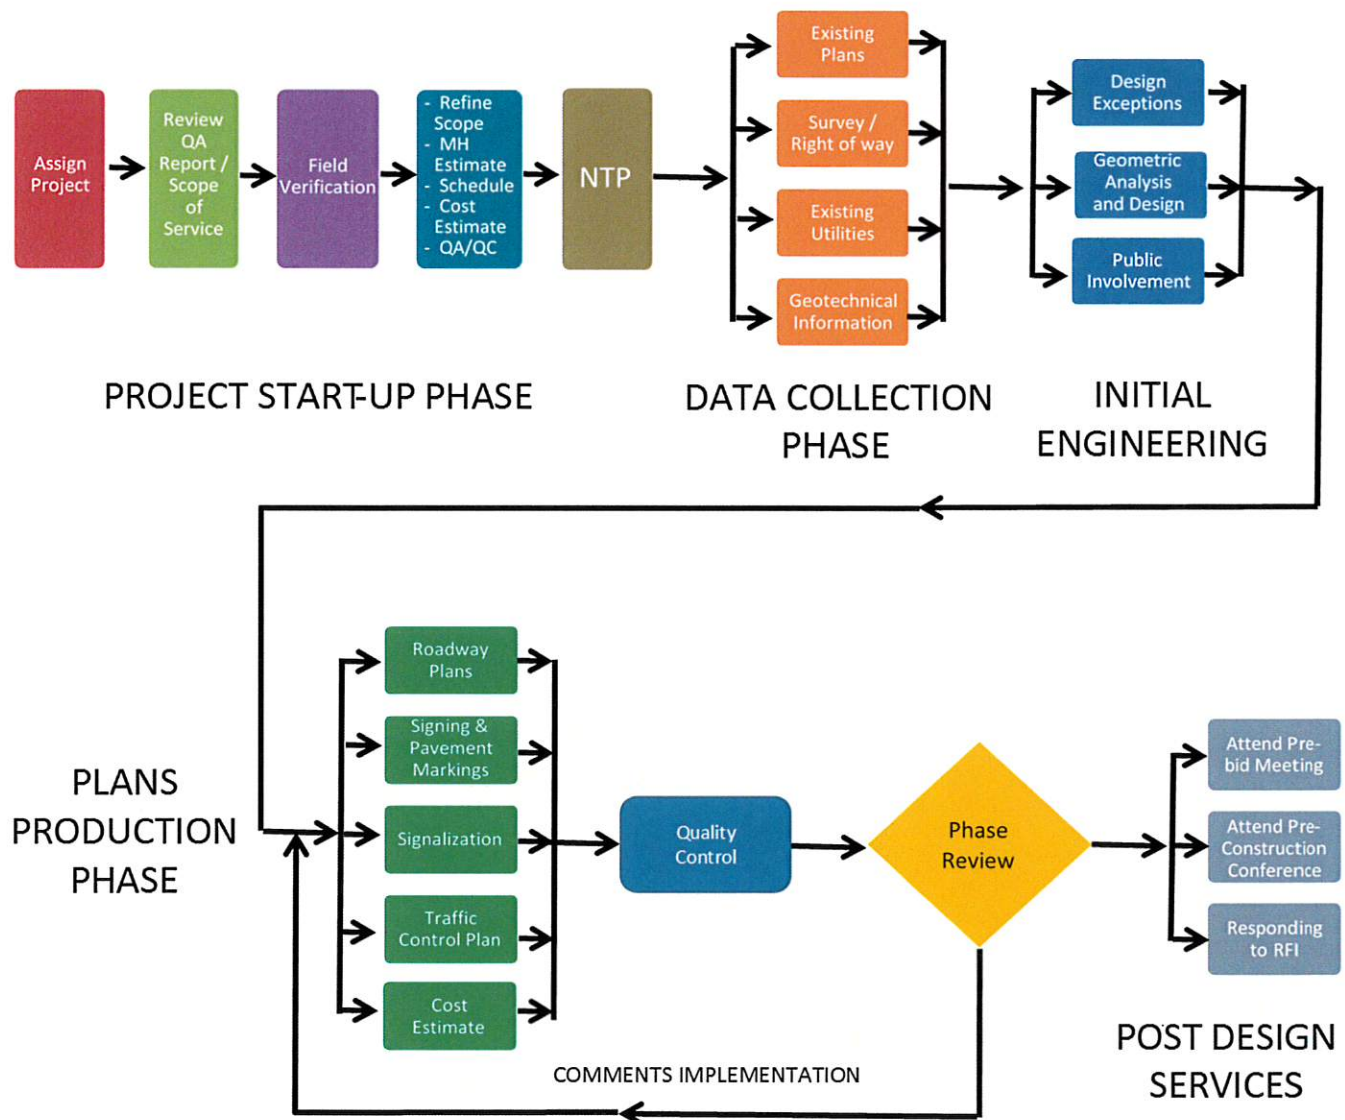 Assign
Project
Review
QA
Report /
Scope
of
Service
Field
Verification
- Refine
Scope
- MH
Estimate
- Schedule
- Cost
Estimate
- QA/QC
NTP
Existing
Plans
Survey /
Right of way
Existing
Utilities
Geotechnical
Information
Design
Exceptions
Geometric
Analysis
and Design
Public
Involvement
PROJECT START-UP PHASE
DATA COLLECTION
PHASE
INITIAL
ENGINEERING
PLANS
PRODUCTION
PHASE
Roadway
Plans
Signing &
Pavement
Markings
Signalization
Traffic
Control Plan
Cost
Estimate
Quality
Control
Phase
Review
Attend Pre-
bid Meeting
Attend Pre-
Construction
Conference
Responding
to RFI
COMMENTS IMPLEMENTATION
POST DESIGN
SERVICES